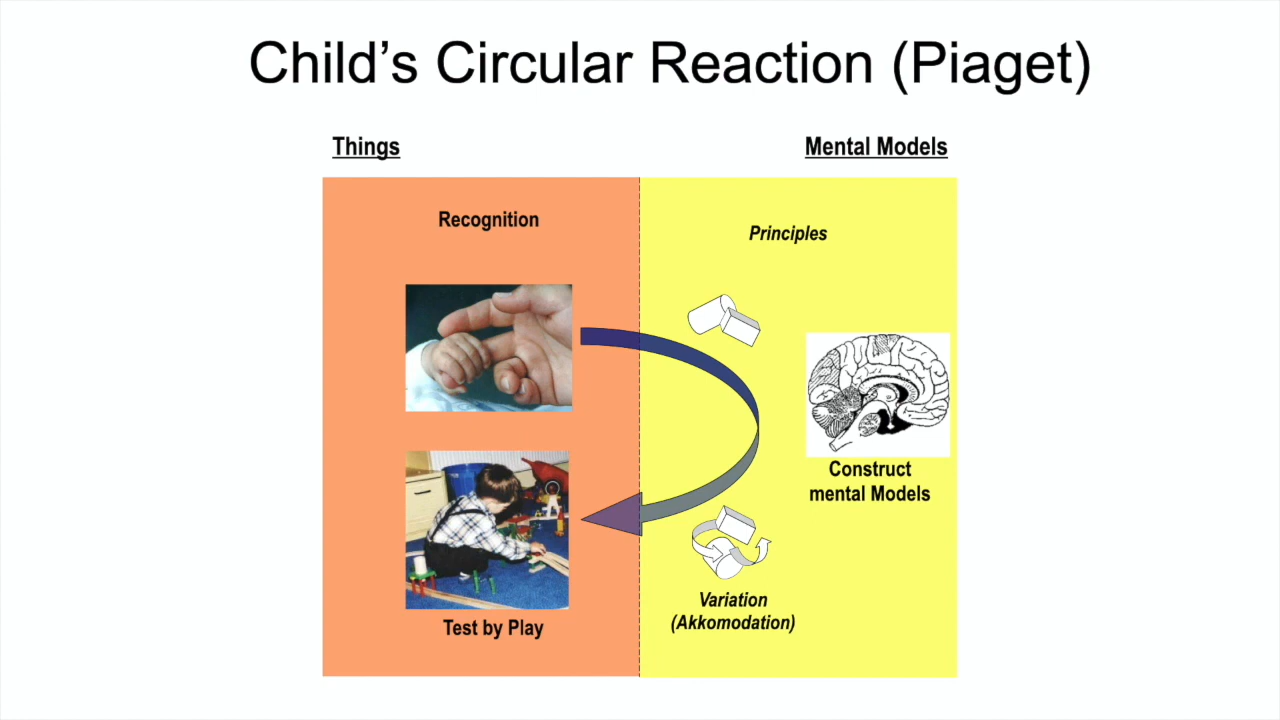 Child’s Circular Reaction (Piaget)
Things
Mental Models
Recognition
Principles
Construct
mental Models
Variation
(Akkomodation)
Test by Play